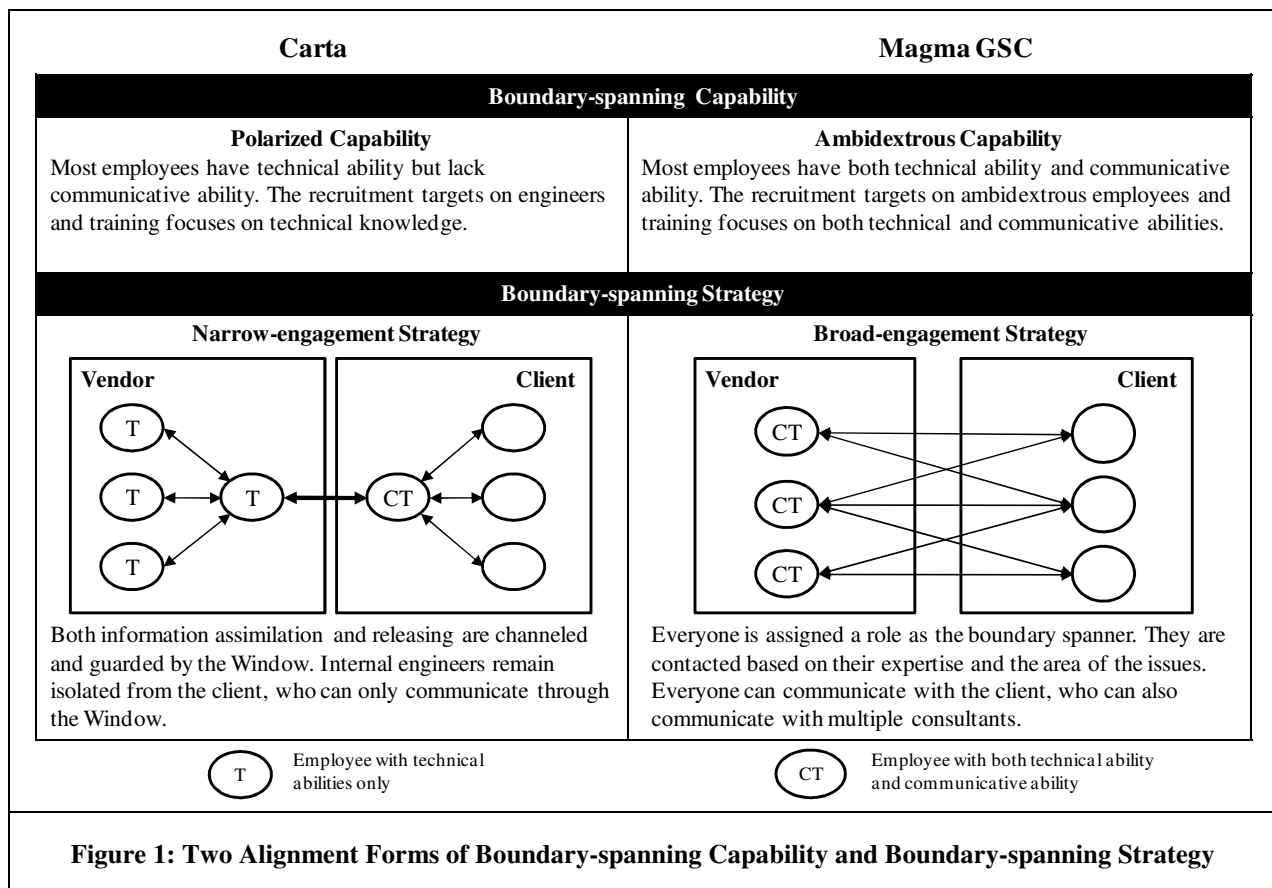 Carta
Magma GSC
Boundary-spanning Capability
Polarized Capability
Most employees have technical ability but lack
communicative ability. The recruitment targets on engineers
and training focuses on technical knowledge.
Ambidextrous Capability
Most employees have both technical ability and communicative
ability. The recruitment targets on ambidextrous employees and
training focuses on both technical and communicative abilities.
Boundary-spanning Strategy
Narrow-engagement Strategy
Vendor
Client
T
T
T
T
CT
Both information assimilation and releasing are channeled
and guarded by the Window. Internal engineers remain
isolated from the client, who can only communicate through
the Window.
Broad-engagement Strategy
Vendor
Client
CT
CT
CT
Everyone is assigned a role as the boundary spanner. They are
contacted based on their expertise and the area of the issues.
Everyone can communicate with the client, who can also
communicate with multiple consultants.
T
Employee with technical
abilities only
CT
Employee with both technical ability
and communicative ability
Figure 1: Two Alignment Forms of Boundary-spanning Capability and Boundary-spanning Strategy